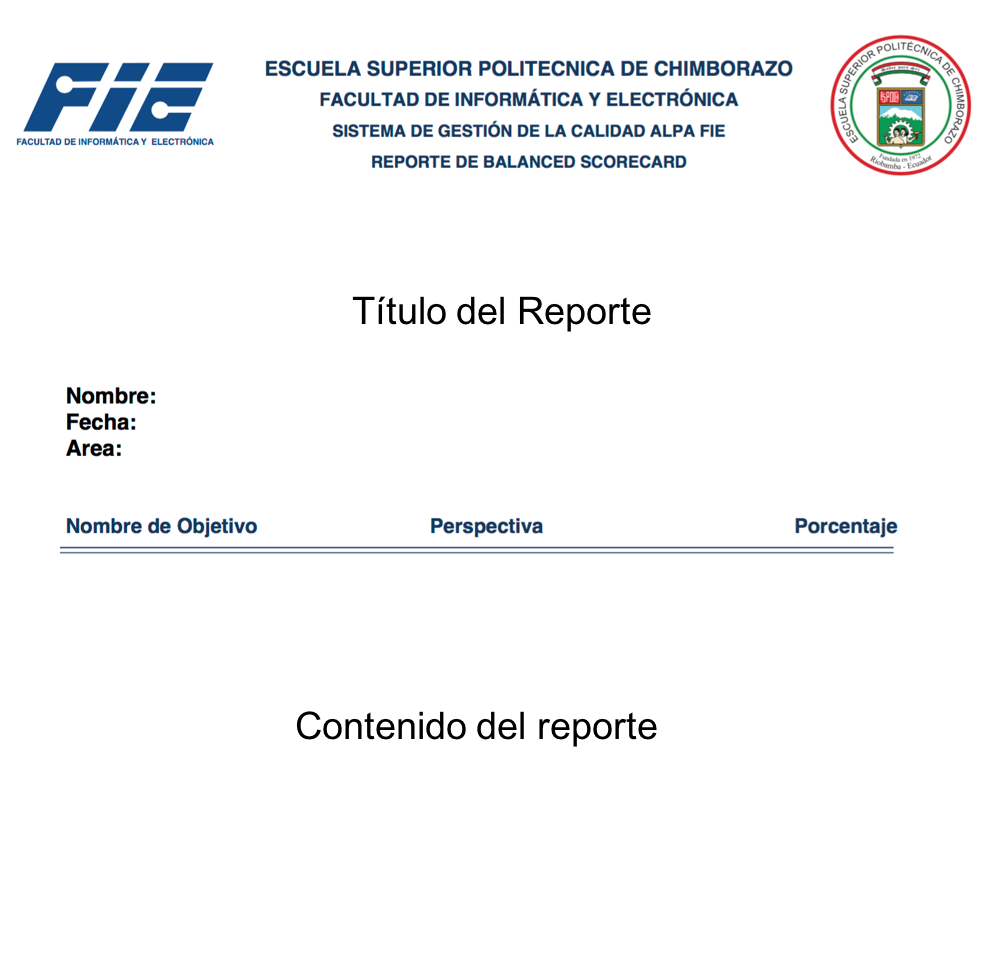 FiE
FACULTAD DE INFORMÁTICA Y ELECTRÓNICA
ESCUELA SUPERIOR POLITECNICA DE CHIMBORAZO
FACULTAD DE INFORMÁTICA Y ELECTRÓNICA
SISTEMA DE GESTIÓN DE LA CALIDAD ALPA FIE
REPORTE DE BALANCED SCORECARD
ESCUELA SUPERIOR POLITÉCNICA DE CHIMBORAZO
ESPOCH
Fundada en 1972
Riobamba - Ecuador
Título del Reporte
Nombre:
Fecha:
Area:
Nombre de Objetivo Perspectiva Porcentaje
Contenido del reporte